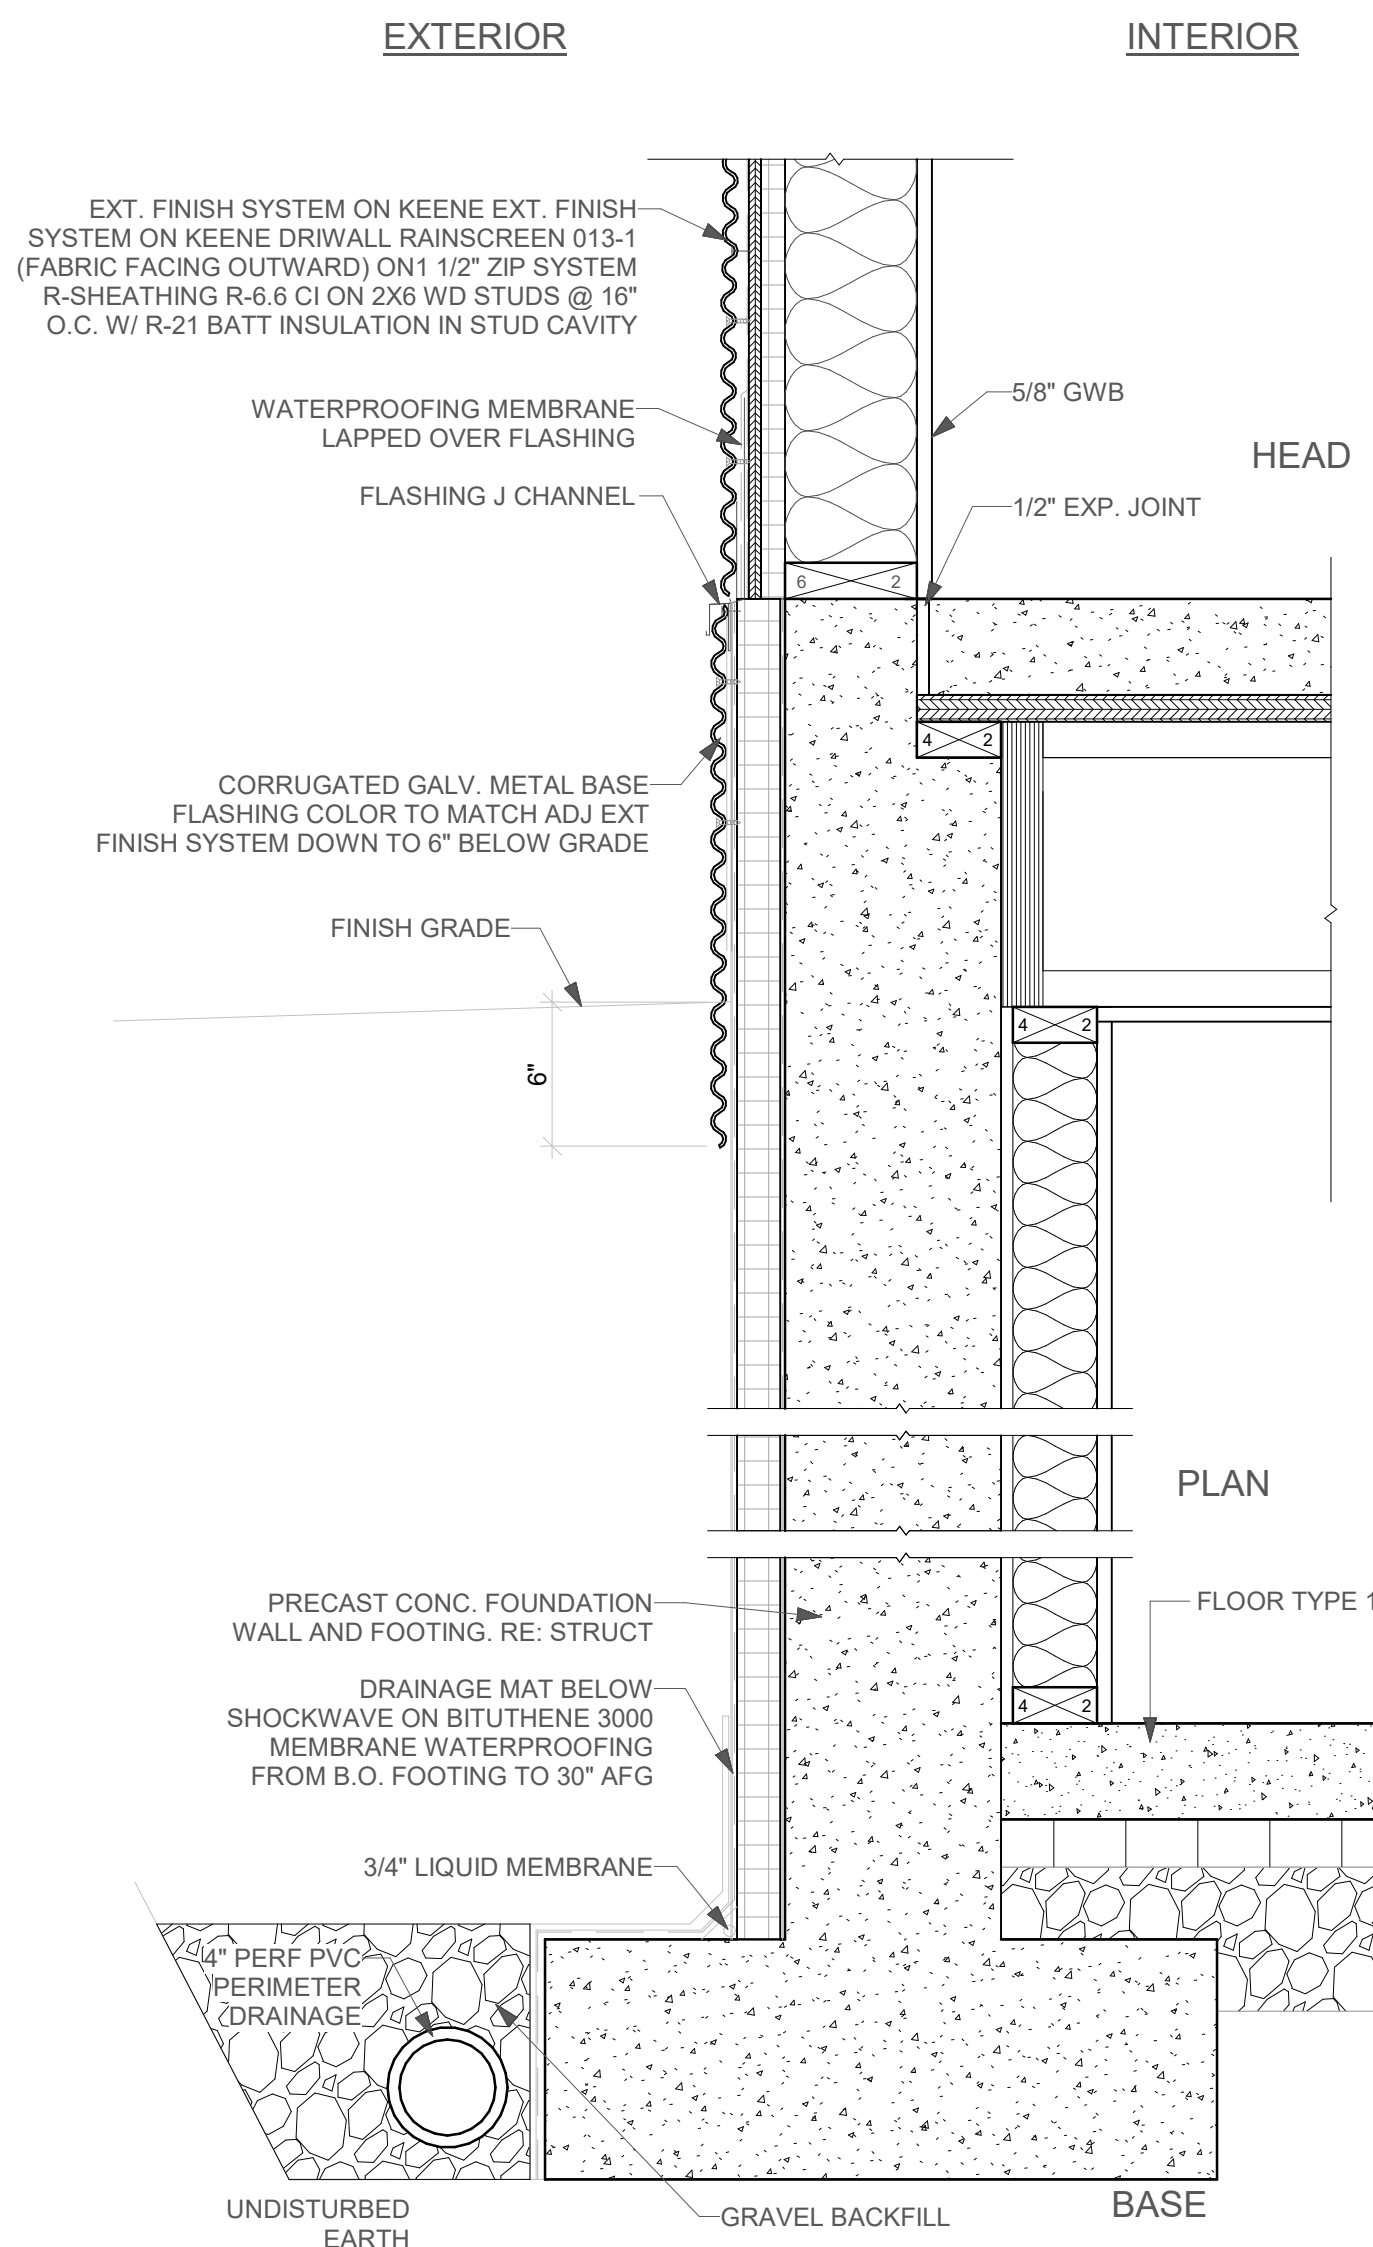 EXTERIOR
INTERIOR
EXT. FINISH SYSTEM ON KEENE EXT. FINISH
SYSTEM ON KEENE DRIWALL RAINSCREEN 013-1
(FABRIC FACING OUTWARD) ON1 1/2" ZIP SYSTEM
R-SHEATHING R-6.6 CI ON 2X6 WD STUDS @ 16"
O.C. W/ R-21 BATT INSULATION IN STUD CAVITY
WATERPROOFING MEMBRANE
LAPPED OVER FLASHING
5/8" GWB
HEAD
FLASHING J CHANNEL
1/2" EXP. JOINT
6 2
4 2
CORRUGATED GALV. METAL BASE
FLASHING COLOR TO MATCH ADJ EXT
FINISH SYSTEM DOWN TO 6" BELOW GRADE
FINISH GRADE
4 2
6"
PLAN
PRECAST CONC. FOUNDATION
WALL AND FOOTING. RE: STRUCT
FLOOR TYPE 1
DRAINAGE MAT BELOW
SHOCKWAVE ON BITUTHENE 3000
MEMBRANE WATERPROOFING
FROM B.O. FOOTING TO 30" AFG
4 2
3/4" LIQUID MEMBRANE
4" PERF PVC
PERIMETER
DRAINAGE
UNDISTURBED
EARTH
GRAVEL BACKFILL
BASE